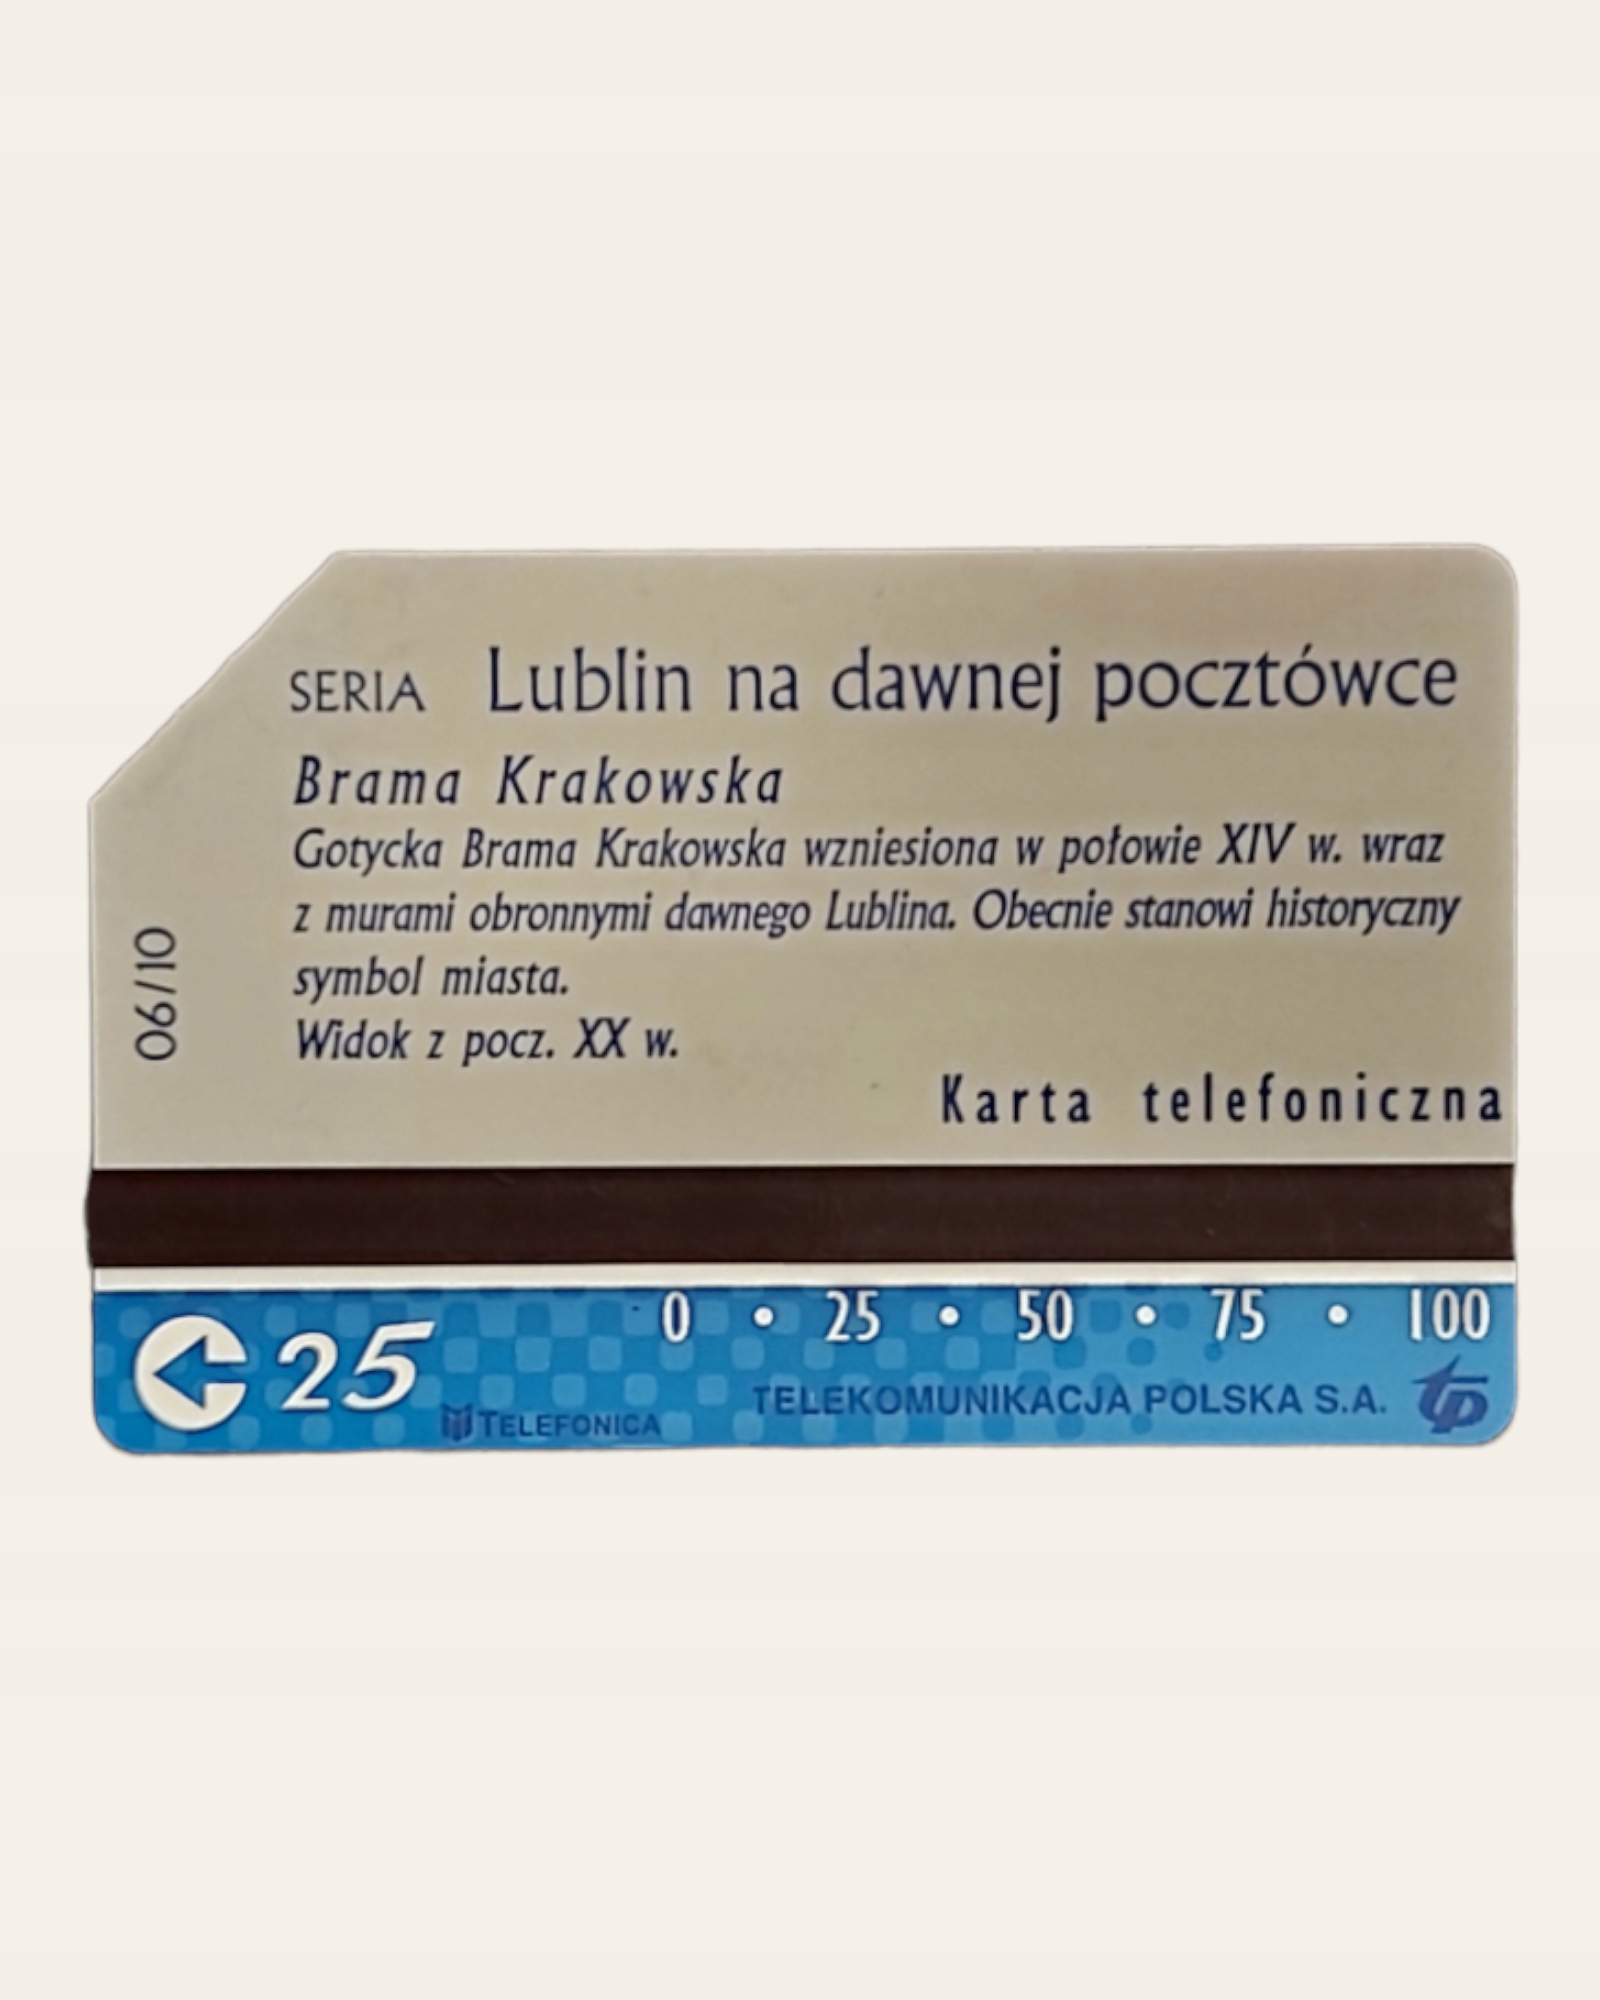 SERIA Lublin na dawnej pocztówce
Brama Krakowska
Gotycka Brama Krakowska wzniesiona w połowie XIV w. wraz
z murami obronnymi dawnego Lublina. Obecnie stanowi historyczny
symbol miasta.
Widok z pocz. XX w.
06/10
Karta telefoniczna
0 • 25 • 50 • 75 • 100
25
TELEKOMUNIKACJA POLSKA S.A. tp
TELEFONICA